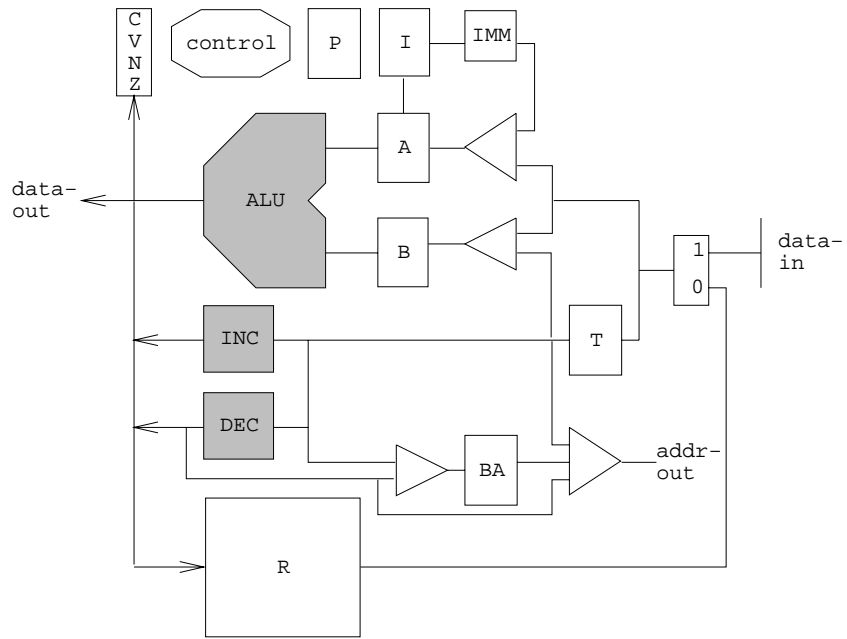 C
V
N
Z
control
P
I
IMM
A
ALU
data-
out
B
1
0
data-
in
INC
T
DEC
BA
addr-
out
R